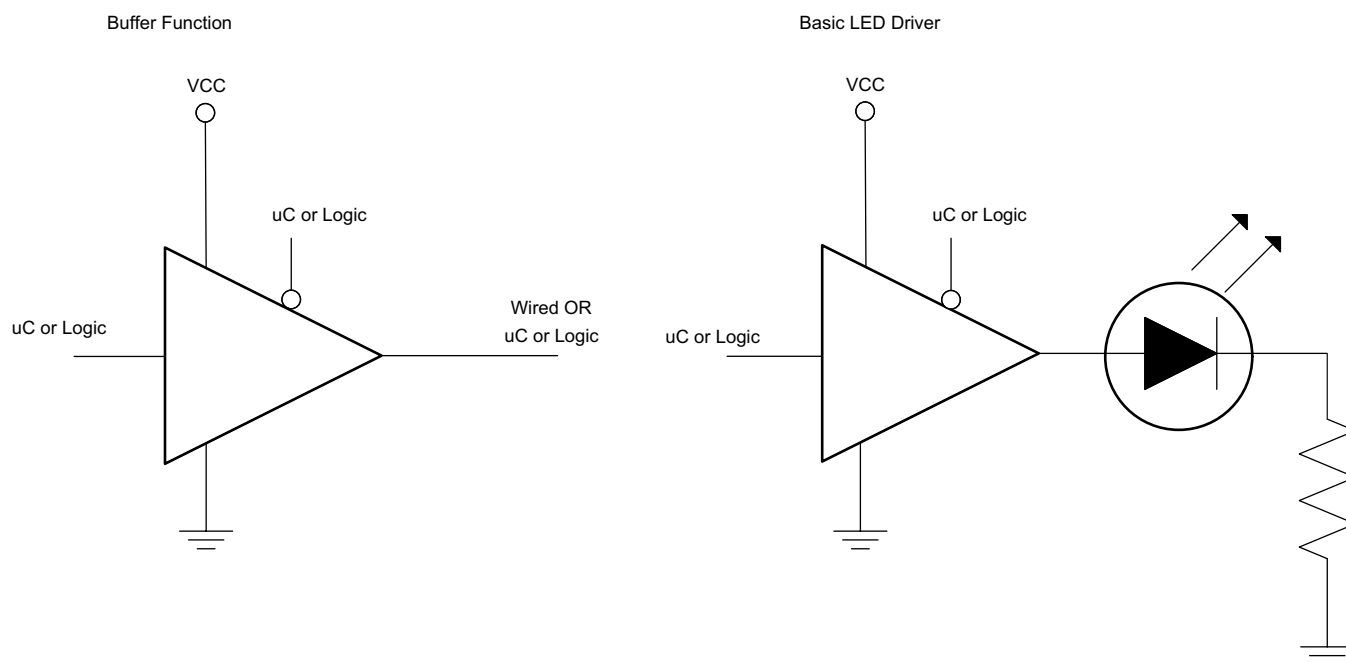 Buffer Function
VCC
uC or Logic
uC or Logic
Wired OR
uC or Logic
Basic LED Driver
VCC
uC or Logic
uC or Logic